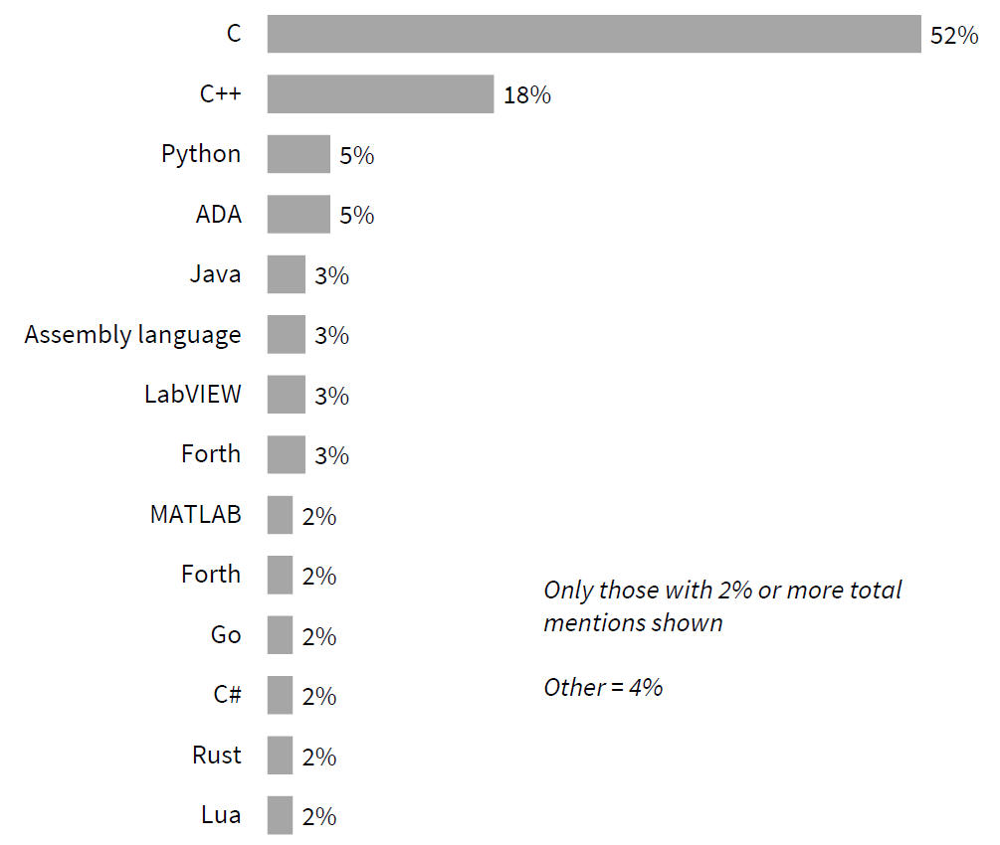 C 52%
C++ 18%
Python 5%
ADA 5%
Java 3%
Assembly language 3%
LabVIEW 3%
Forth 3%
MATLAB 2%
Forth 2%
Only those with 2% or more total
mentions shown
Go 2%
C# 2%
Other = 4%
Rust 2%
Lua 2%